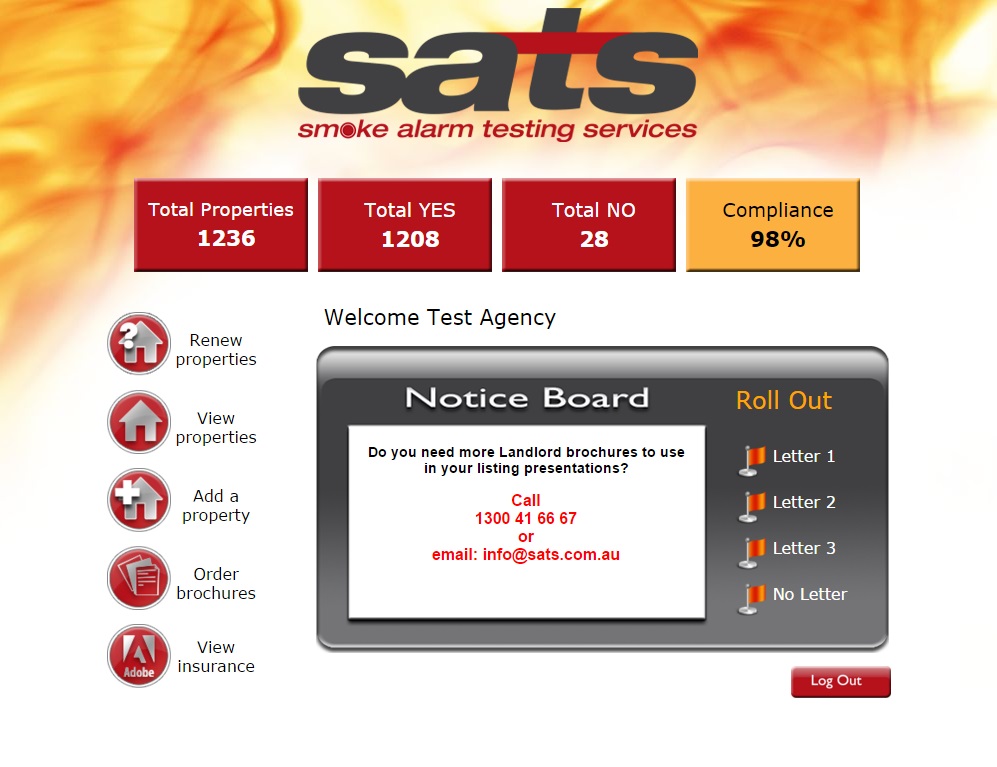 sats
smoke alarm testing services
Total Properties
1236
Total YES
1208
Total NO
28
Compliance
98%
Renew
properties
View
properties
Add a
property
Order
brochures
Adobe
View
insurance
Welcome Test Agency
Notice Board
Do you need more Landlord brochures to use
in your listing presentations?
Call
1300 41 66 67
or
email: info@sats.com.au
Roll Out
Letter 1
Letter 2
Letter 3
No Letter
Log Out